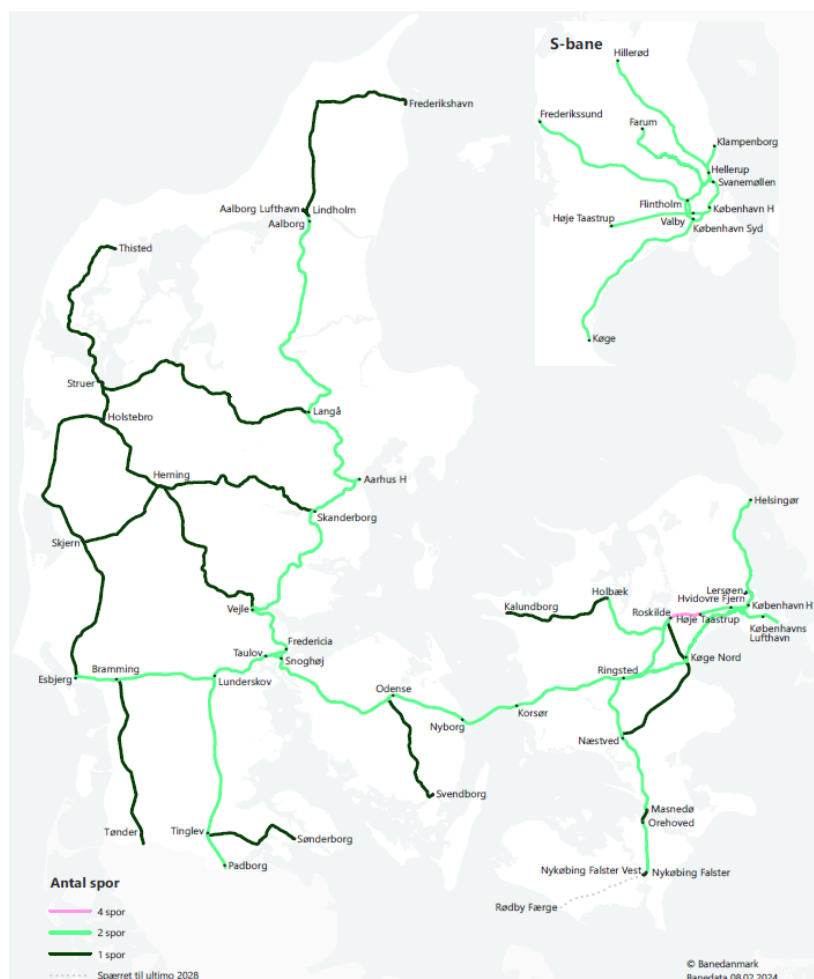 S-bane
Hillerød
Frederikssund
Farum
Klampenborg
Hellerup
Svanemøllen
Flintholm
København H
Høje Taastrup
Valby
København Syd
Køge
Frederikshavn
Aalborg Lufthavn
Lindholm
Aalborg
Thisted
Struer
Holstebro
Langå
Herning
Aarhus H
Skanderborg
Skjern
Vejle
Fredericia
Taulov
Snoghøj
Esbjerg
Bramming
Lunderskov
Odense
Nyborg
Korsør
Svendborg
Tønder
Tinglev
Sønderborg
Padborg
Helsingør
Kalundborg
Holbæk
Lersøen
Hvidovre Fjern
København H
Roskilde
Høje Taastrup
Københavns
Lufthavn
Køge Nord
Ringsted
Næstved
Masnedø
Orehoved
Nykøbing Falster Vest
Nykøbing Falster
Rødby Færge
Antal spor
4 spor
2 spor
1 spor
Spærret til ultimo 2028
© Banedanmark
Banedata 08.02.2024